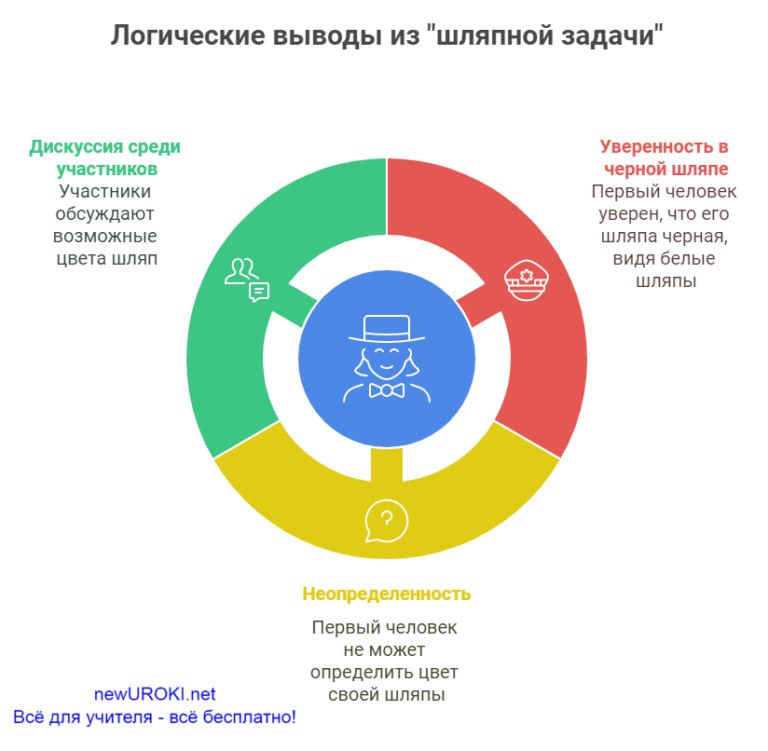 Логические выводы из "шляпной задачи"
Дискуссия среди
участников
Участники
обсуждают
возможные
цвета шляп
Уверенность в
черной шляпе
Первый человек
уверен, что его
шляпа черная,
видя белые
шляпы
?
Неопределенность
Первый человек
не может
определить цвет
своей шляпы
newUROKI.net
Всё для учителя - всё бесплатно!